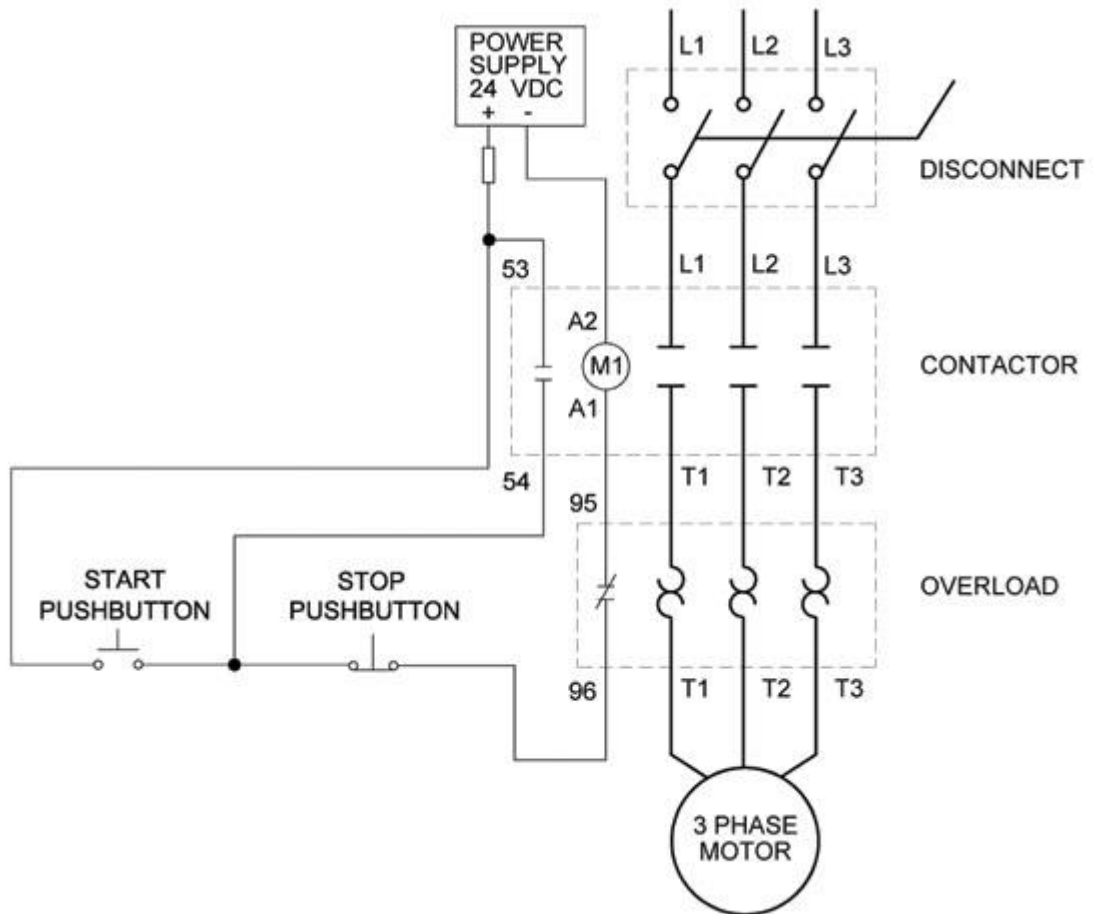 POWER
SUPPLY
24 VDC
+ -
L1 L2 L3
DISCONNECT
L1 L2 L3
53
A2
M1
A1
CONTACTOR
54
T1 T2 T3
95
OVERLOAD
START
PUSHBUTTON
STOP
PUSHBUTTON
96
T1 T2 T3
3 PHASE
MOTOR